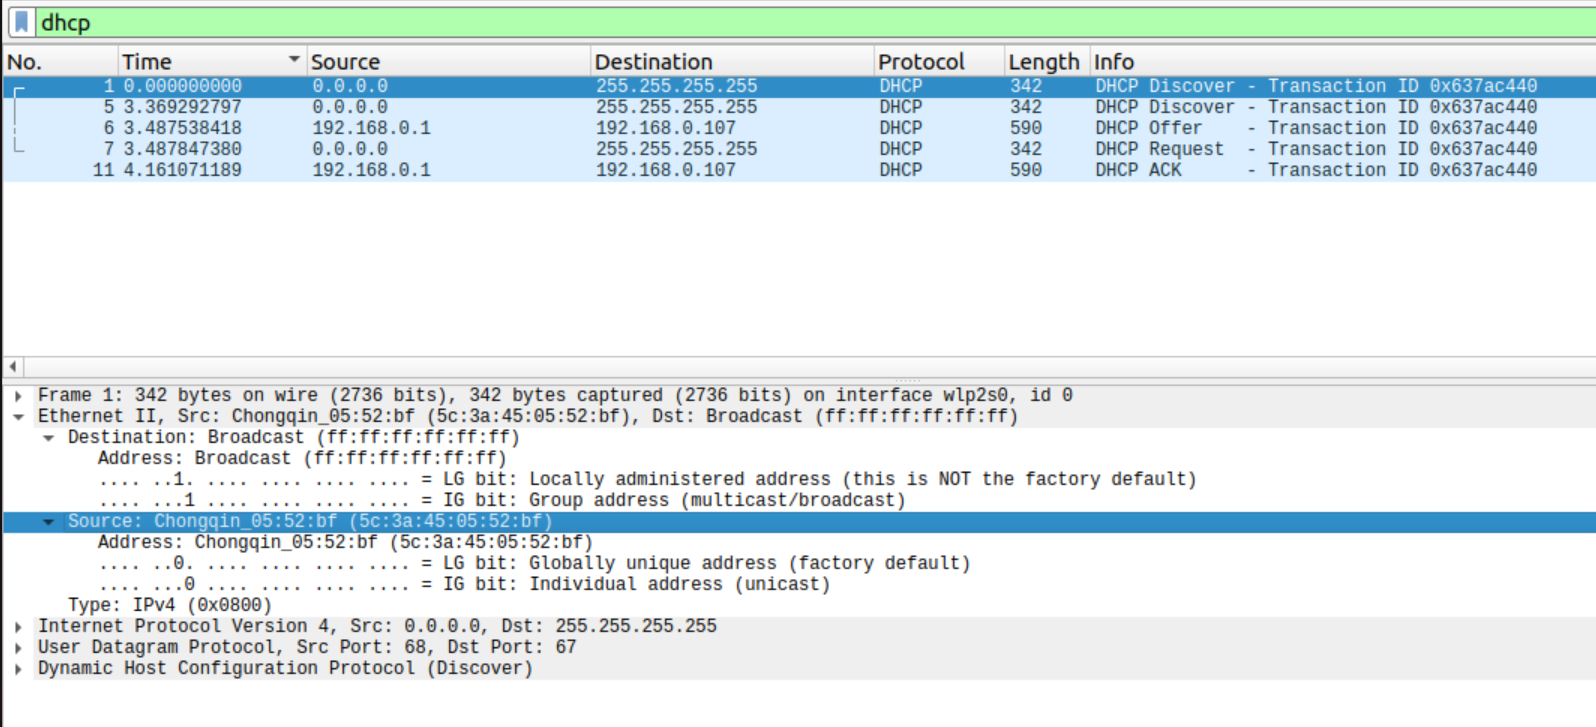 dhcp
No. Time Source Destination Protocol Length Info
1 0.000000000 0.0.0.0 255.255.255.255 DHCP 342 DHCP Discover - Transaction ID 0x637ac440
5 3.369292797 0.0.0.0 255.255.255.255 DHCP 342 DHCP Discover - Transaction ID 0x637ac440
6 3.487538418 192.168.0.1 192.168.0.107 DHCP 590 DHCP Offer - Transaction ID 0x637ac440
7 3.487847380 0.0.0.0 255.255.255.255 DHCP 342 DHCP Request - Transaction ID 0x637ac440
11 4.161071189 192.168.0.1 192.168.0.107 DHCP 590 DHCP ACK - Transaction ID 0x637ac440
Frame 1: 342 bytes on wire (2736 bits), 342 bytes captured (2736 bits) on interface wlp2s0, id 0
Ethernet II, Src: Chongqin_05:52:bf (5c:3a:45:05:52:bf), Dst: Broadcast (ff:ff:ff:ff:ff:ff)
Destination: Broadcast (ff:ff:ff:ff:ff:ff)
Address: Broadcast (ff:ff:ff:ff:ff:ff)
.... ..1. .... .... .... .... = LG bit: Locally administered address (this is NOT the factory default)
.... ...1 .... .... .... .... = IG bit: Group address (multicast/broadcast)
Source: Chongqin_05:52:bf (5c:3a:45:05:52:bf)
Address: Chongqin_05:52:bf (5c:3a:45:05:52:bf)
.... ..0. .... .... .... .... = LG bit: Globally unique address (factory default)
.... ...0 .... .... .... .... = IG bit: Individual address (unicast)
Type: IPv4 (0x0800)
Internet Protocol Version 4, Src: 0.0.0.0, Dst: 255.255.255.255
User Datagram Protocol, Src Port: 68, Dst Port: 67
Dynamic Host Configuration Protocol (Discover)